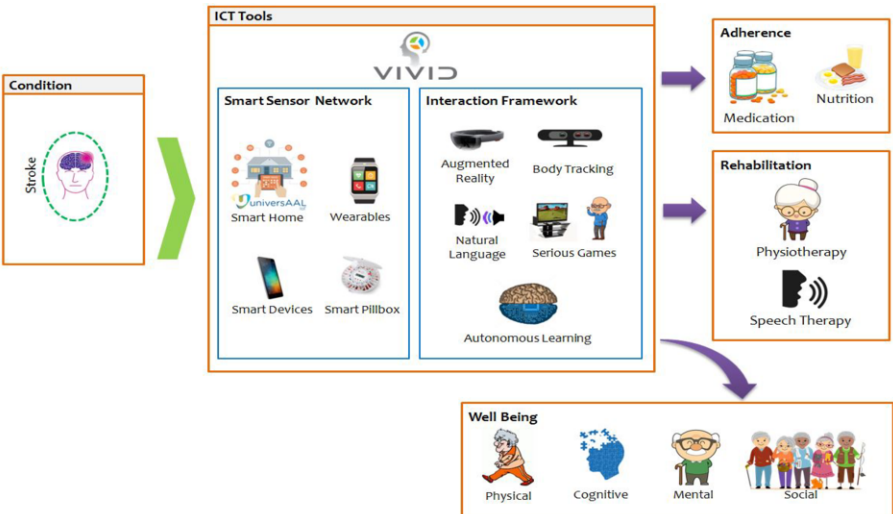 Condition
Stroke
ICT Tools
VIVID
Smart Sensor Network
universAAL
Smart Home
Wearables
Smart Devices
Smart Pillbox
Interaction Framework
Augmented
Reality
Body Tracking
Natural
Language
Serious Games
Autonomous Learning
Adherence
Medication
Nutrition
Rehabilitation
Physiotherapy
Speech Therapy
Well Being
Physical
Cognitive
Mental
Social